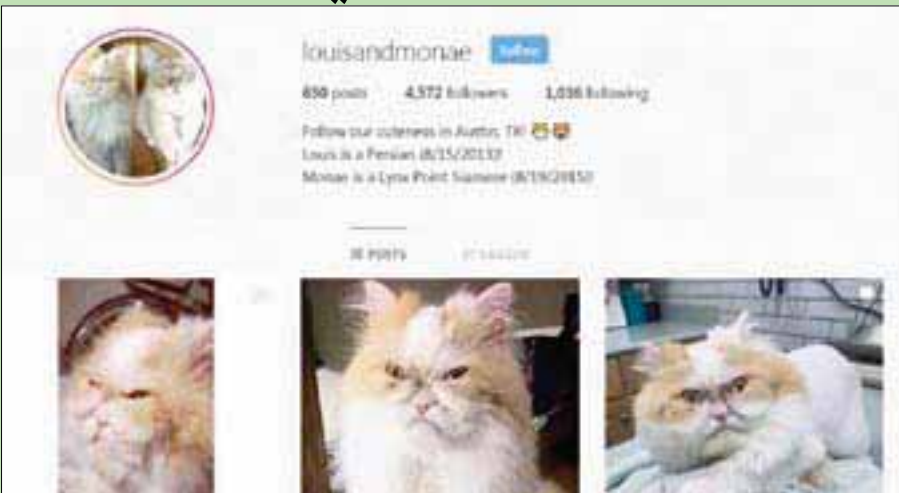 louisandmonae Follow
650 posts 4,572 followers 1,036 following
Follow our cuteness in Austin, TX!
Louis is a Persian (8/15/2013)!
Monae is a Lynx Point Siamese (8/19/2015)!
POSTS